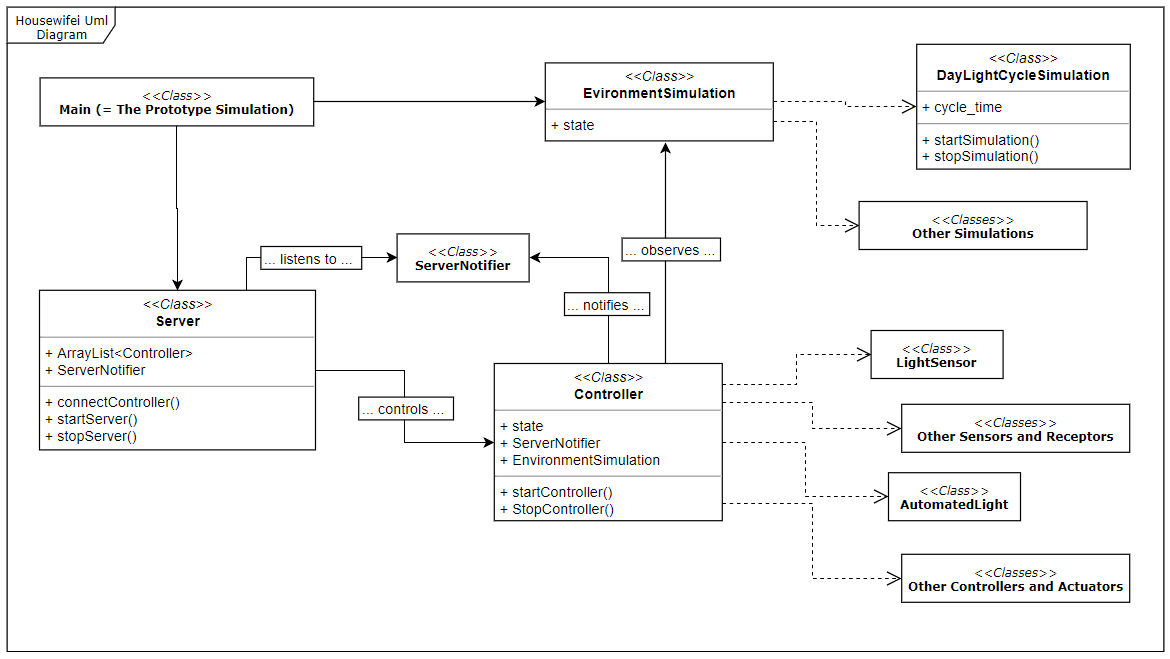 Housewifei Uml
Diagram
<<Class>>
Main (= The Prototype Simulation)
<<Class>>
EvironmentSimulation
+ state
<<Class>>
DayLightCycleSimulation
+ cycle_time
+ startSimulation()
+ stopSimulation()
<<Classes>>
Other Simulations
... listens to ...
<<Class>>
ServerNotifier
... observes ...
... notifies ...
<<Class>>
Server
+ ArrayList<Controller>
+ ServerNotifier
+ connectController()
+ startServer()
+ stopServer()
... controls ...
<<Class>>
Controller
+ state
+ ServerNotifier
+ EnvironmentSimulation
+ startController()
+ StopController()
<<Class>>
LightSensor
<<Classes>>
Other Sensors and Receptors
<<Class>>
AutomatedLight
<<Classes>>
Other Controllers and Actuators